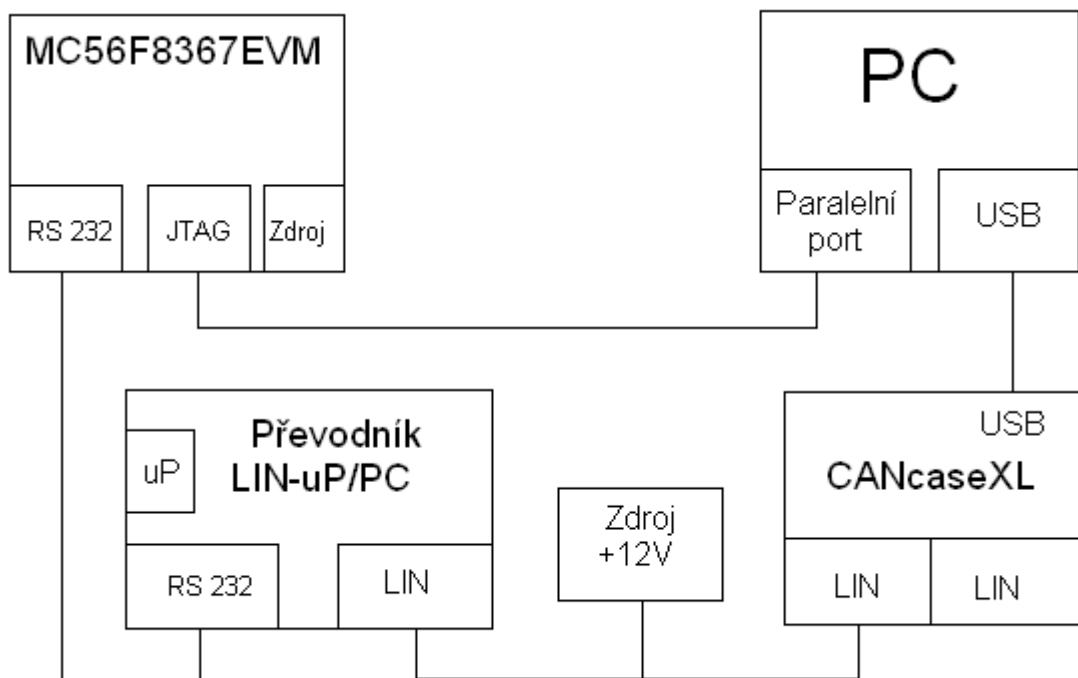 MC56F8367EVM
RS 232
JTAG
Zdroj
PC
Paralelní
port
USB
Převodník
LIN-uP/PC
uP
RS 232
LIN
Zdroj
+12V
USB
CANcaseXL
LIN
LIN